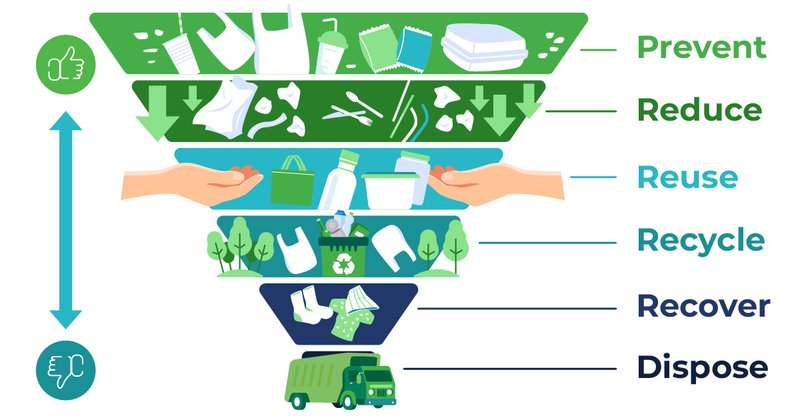 Prevent
Reduce
Reuse
Recycle
Recover
Dispose